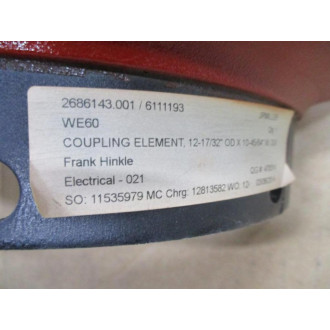 2686143.001 / 6111193
WE60
COUPLING ELEMENT, 12-17/32" OD X
Frank Hinkle
Electrical - 021
SO: 11535979 MC Chrg: 12813582 WO: